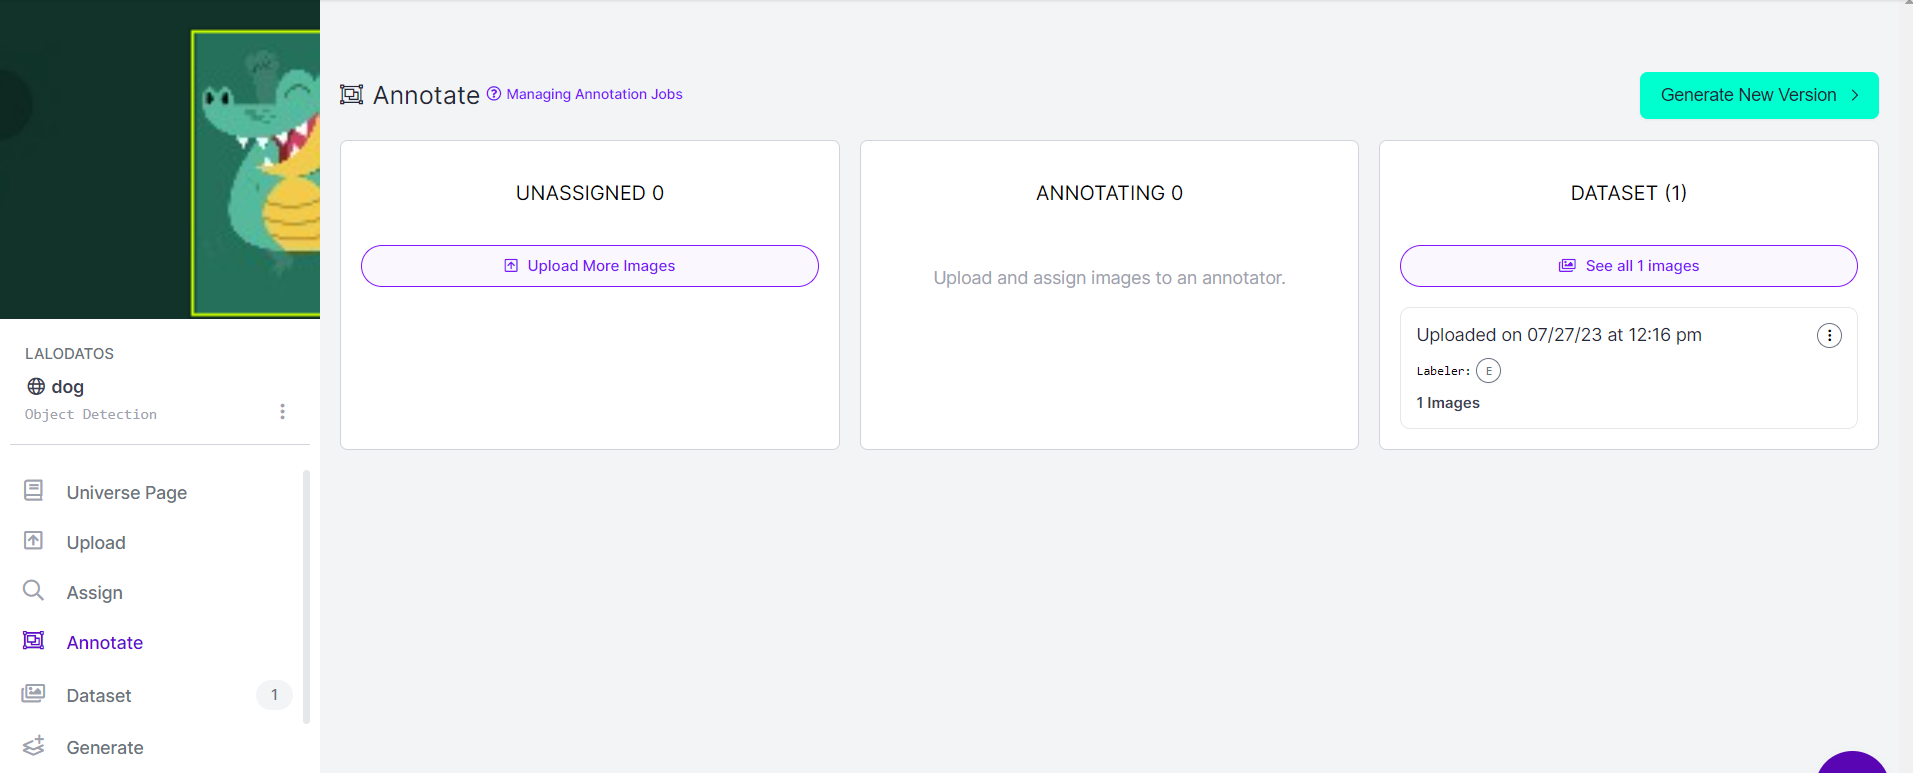 LALODATOS
dog
Object Detection
Universe Page
Upload
Assign
Annotate
Dataset 1
Generate
Annotate Managing Annotation Jobs
Generate New Version
UNASSIGNED 0
Upload More Images
ANNOTATING 0
Upload and assign images to an annotator.
DATASET (1)
See all 1 images
Uploaded on 07/27/23 at 12:16 pm
Labeler: E
1 Images